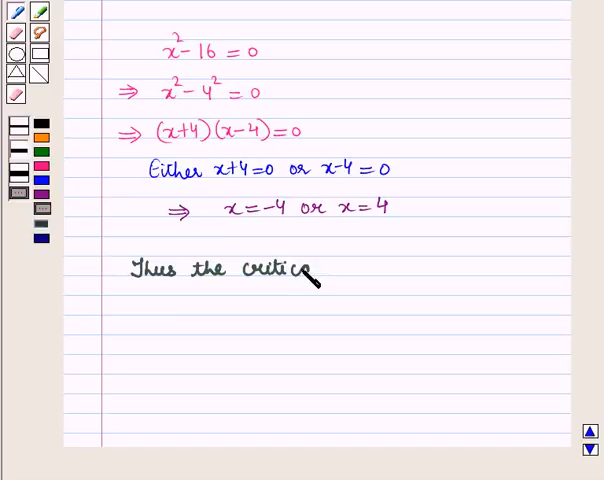 x² - 16 = 0
⇒ x² - 4² = 0
⇒ (x+4)(x-4)=0
Either x+4=0 or x-4=0
⇒ x=-4 or x=4
Thus the critica